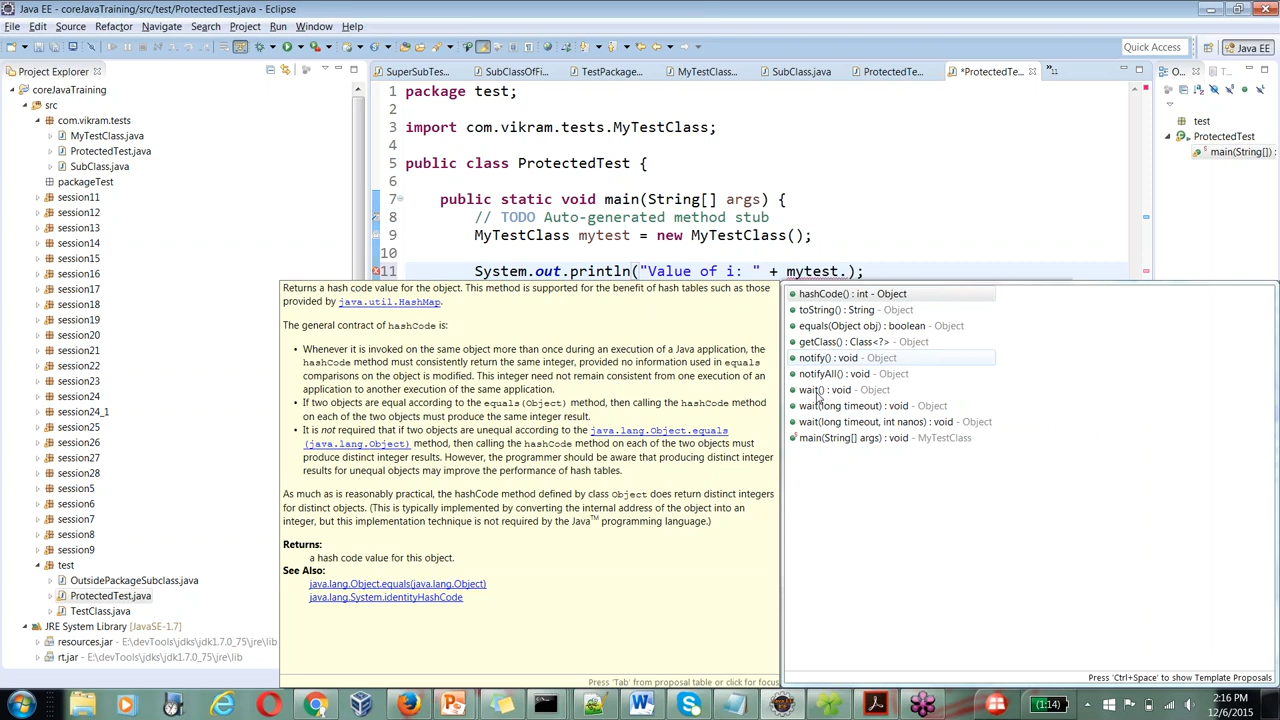 Java EE - coreJavaTraining/src/test/ProtectedTest.java - Eclipse
File Edit Source Refactor Navigate Search Project Run Window Help
Quick Access
Java EE
Project Explorer
SuperSubTes...
SubClassOfFi...
TestPackage...
MyTestClass...
SubClass.java
ProtectedTe...
*ProtectedTe...
11
O...
T...
coreJavaTraining
src
com.vikram.tests
MyTestClass.java
ProtectedTest.java
SubClass.java
packageTest
session11
session12
session13
session14
session15
session16
session17
session18
session19
session20
session21
session22
session23
session24
session24_1
session25
session26
session27
session28
session5
session6
session7
session8
session9
test
OutsidePackageSubclass.java
ProtectedTest.java
TestClass.java
JRE System Library [JavaSE-1.7]
resources.jar - E:\devTools\jdks\jdk1.7.0_75\jre\lib
rt.jar - E:\devTools\jdks\jdk1.7.0_75\jre\lib
1 package test;
2
3 import com.vikram.tests.MyTestClass;
4
5 public class ProtectedTest {
6
7 public static void main(String[] args) {
8 // TODO Auto-generated method stub
9 MyTestClass mytest = new MyTestClass();
10
11 System.out.println("Value of i: " + mytest.);
test
ProtectedTest
main(String[]) :
Returns a hash code value for the object. This method is supported for the benefit of hash tables such as those
provided by java.util.HashMap.
The general contract of hashCode is:
• Whenever it is invoked on the same object more than once during an execution of a Java application, the
hashCode method must consistently return the same integer, provided no information used in equals
comparisons on the object is modified. This integer need not remain consistent from one execution of an
application to another execution of the same application.
• If two objects are equal according to the equals(Object) method, then calling the hashCode method
on each of the two objects must produce the same integer result.
• It is not required that if two objects are unequal according to the java.lang.Object.equals
(java.lang.Object) method, then calling the hashCode method on each of the two objects must
produce distinct integer results. However, the programmer should be aware that producing distinct integer
results for unequal objects may improve the performance of hash tables.
As much as is reasonably practical, the hashCode method defined by class Object does return distinct integers
for distinct objects. (This is typically implemented by converting the internal address of the object into an
integer, but this implementation technique is not required by the Java™ programming language.)
Returns:
a hash code value for this object.
See Also:
java.lang.Object.equals(java.lang.Object)
java.lang.System.identityHashCode
Press 'Tab' from proposal table or click for focus
hashCode() : int - Object
toString() : String - Object
equals(Object obj) : boolean - Object
getClass() : Class<?> - Object
notify() : void - Object
notifyAll() : void - Object
wait() : void - Object
wait(long timeout) : void - Object
wait(long timeout, int nanos) : void - Object
main(String[] args) : void - MyTestClass
Press 'Ctrl+Space' to show Template Proposals
(1:14)
2:16 PM
12/6/2015